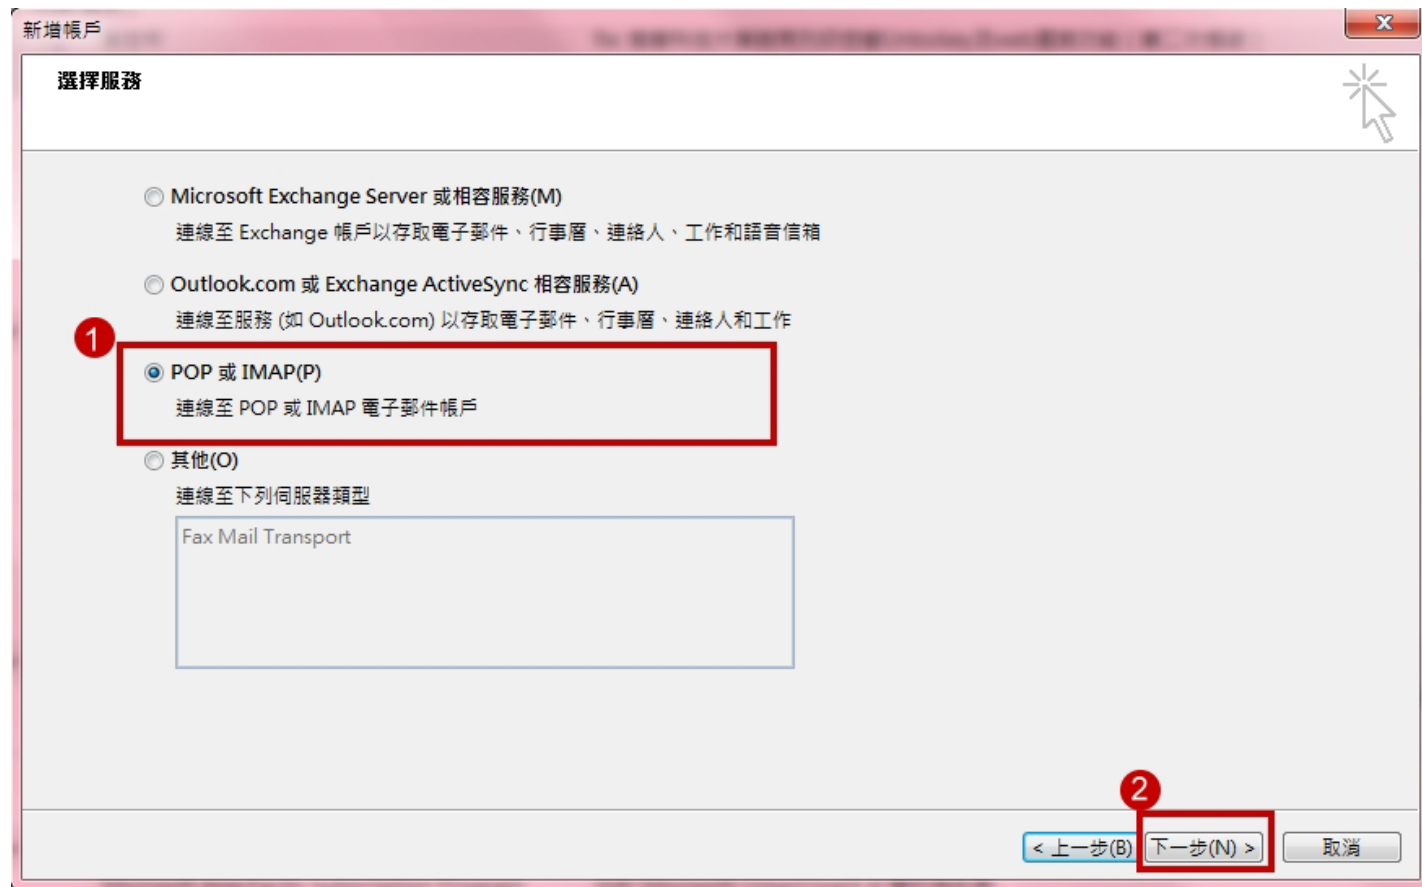 新增帳戶
選擇服務
Microsoft Exchange Server 或相容服務(M)
連線至 Exchange 帳戶以存取電子郵件、行事曆、連絡人、工作和語音信箱
Outlook.com 或 Exchange ActiveSync 相容服務(A)
連線至服務 (如 Outlook.com) 以存取電子郵件、行事曆、連絡人和工作
1
POP 或 IMAP(P)
連線至 POP 或 IMAP 電子郵件帳戶
其他(O)
連線至下列伺服器類型
Fax Mail Transport
2
< 上一步(B)
下一步(N) >
取消